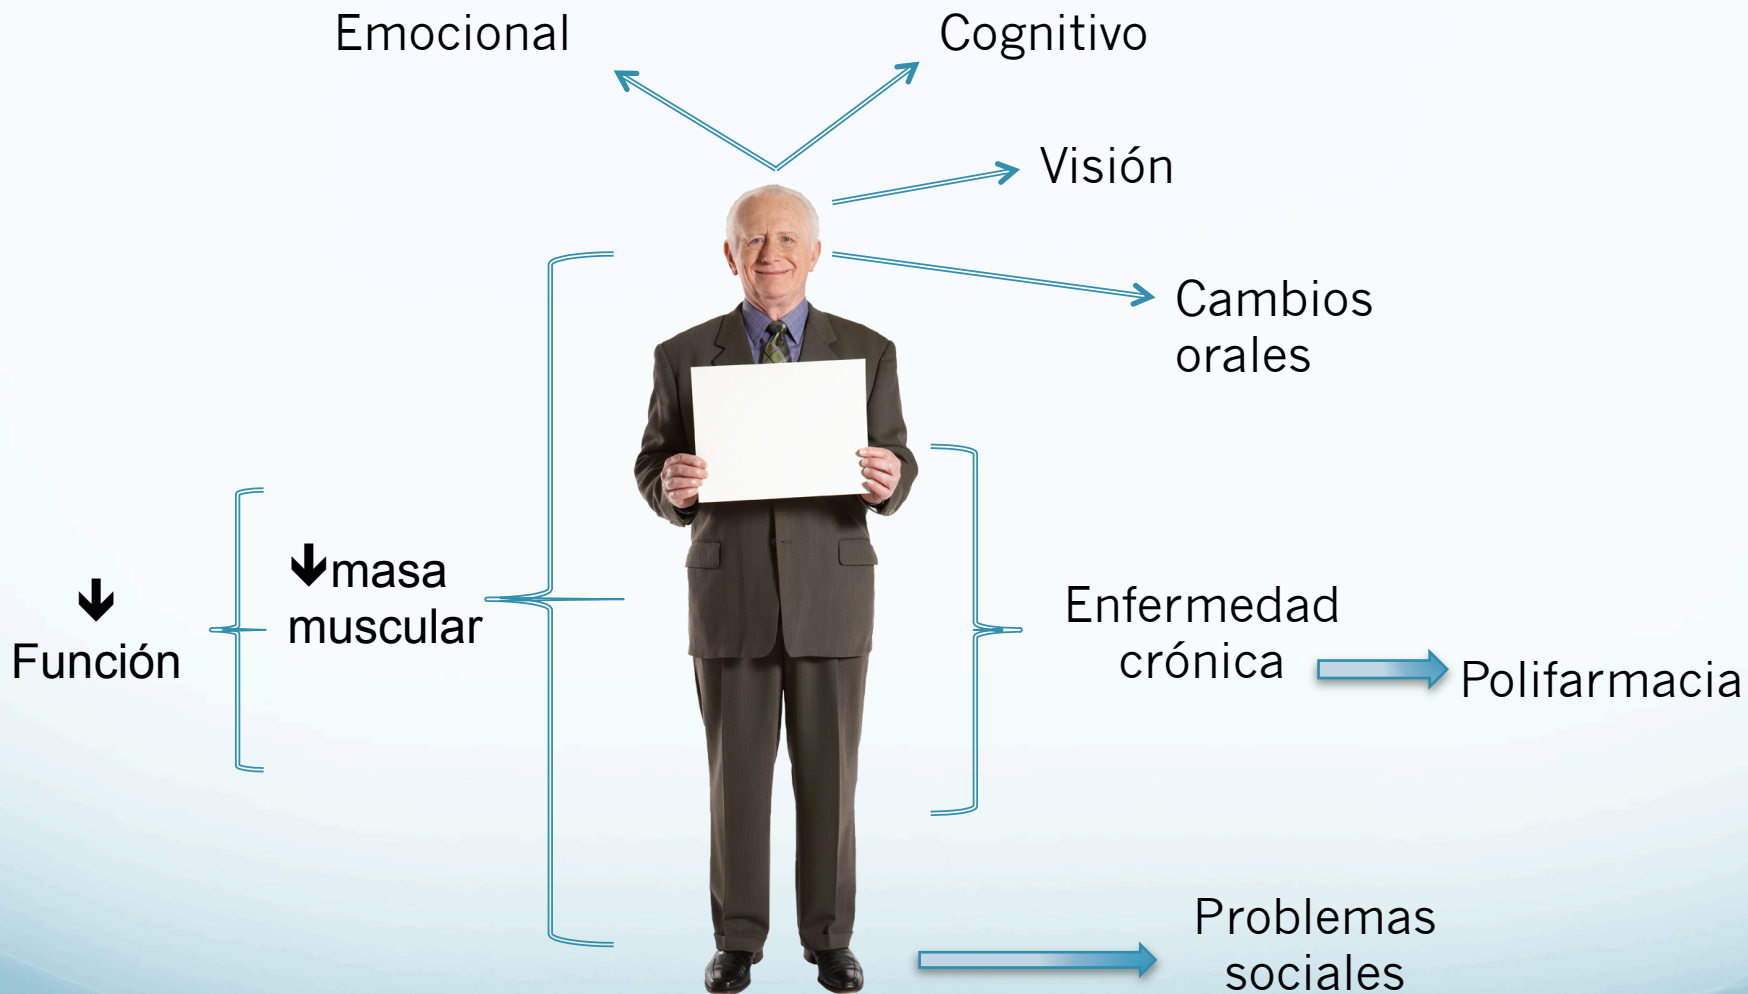 Emocional
Cognitivo
Visión
Cambios
orales
🡻masa
muscular
🡻
Función
Enfermedad
crónica
Polifarmacia
Problemas
sociales